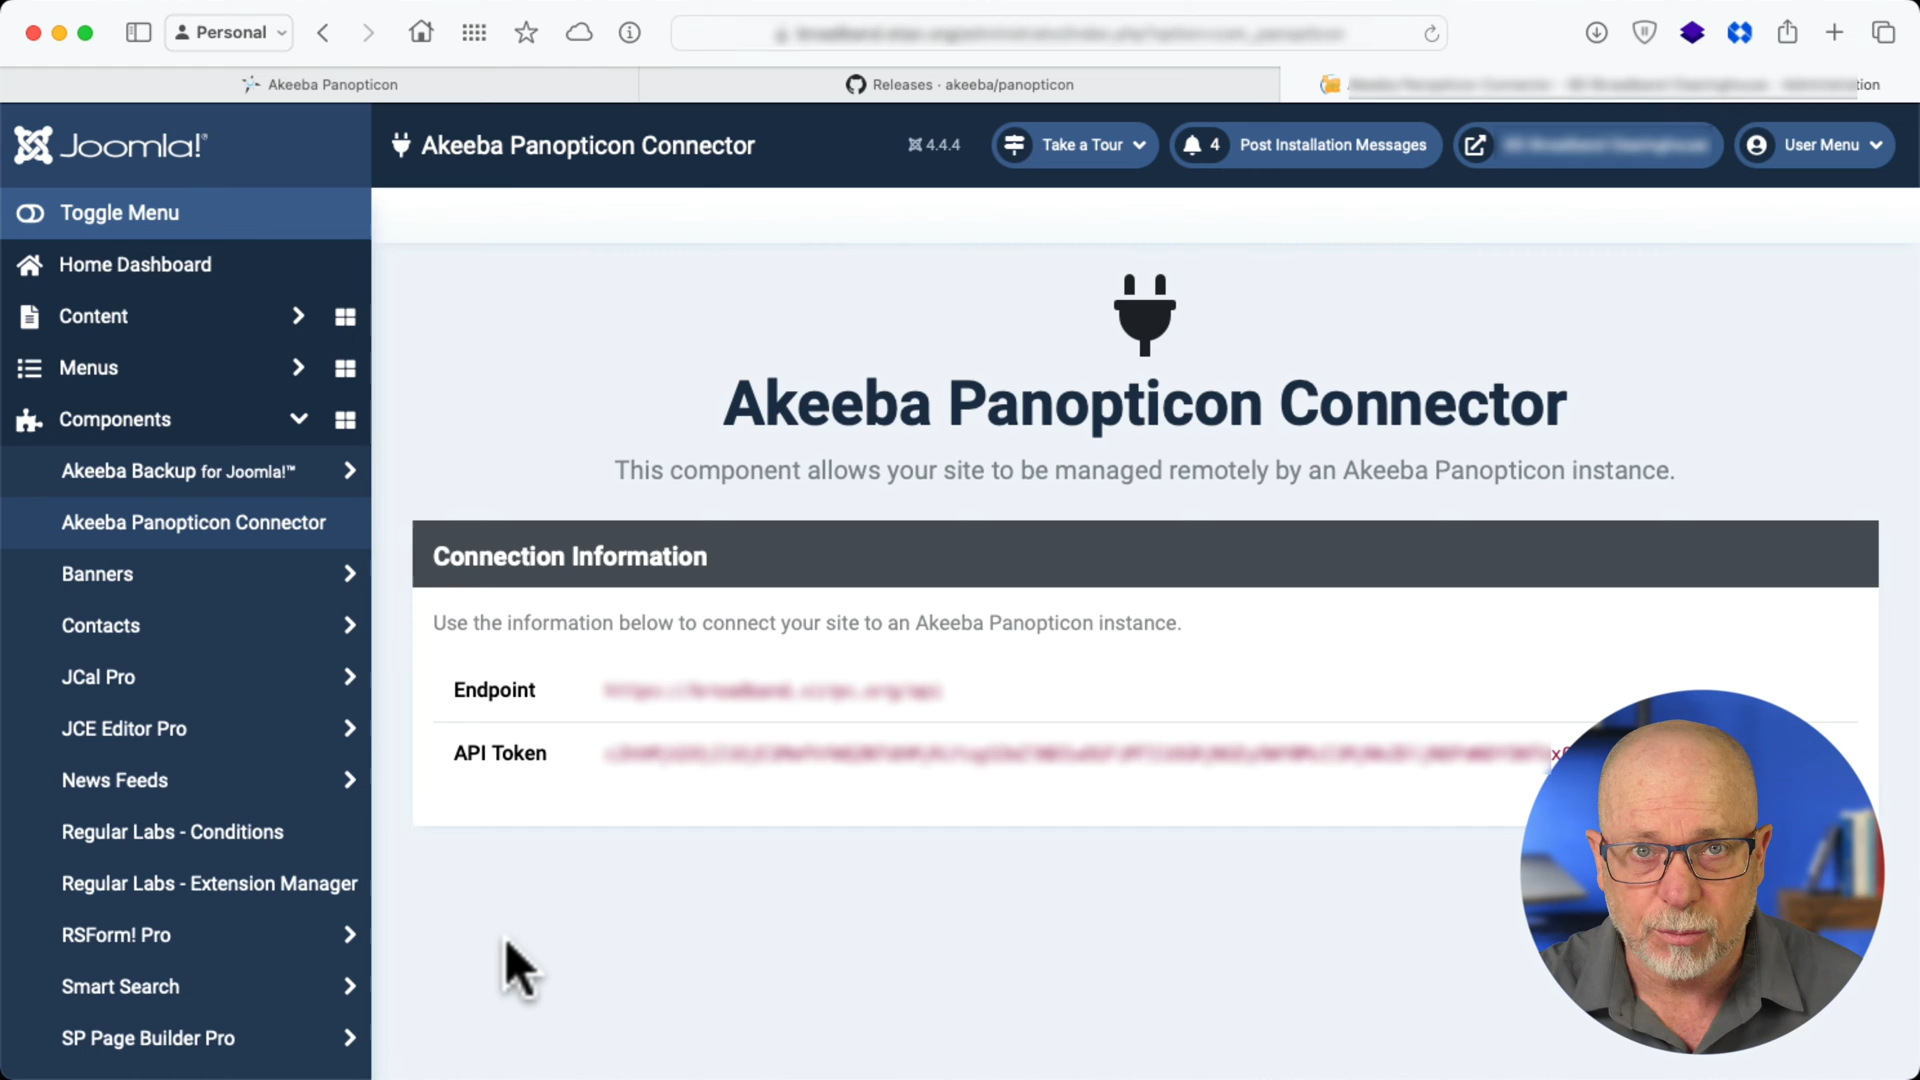 Personal
Akeeba Panopticon
Releases · akeeba/panopticon
tion
Joomla!®
Akeeba Panopticon Connector
4.4.4
Take a Tour
4
Post Installation Messages
User Menu
Toggle Menu
Home Dashboard
Content
Menus
Components
Akeeba Backup for Joomla!™
Akeeba Panopticon Connector
Banners
Contacts
JCal Pro
JCE Editor Pro
News Feeds
Regular Labs - Conditions
Regular Labs - Extension Manager
RSForm! Pro
Smart Search
SP Page Builder Pro
Akeeba Panopticon Connector
This component allows your site to be managed remotely by an Akeeba Panopticon instance.
Connection Information
Use the information below to connect your site to an Akeeba Panopticon instance.
Endpoint
API Token